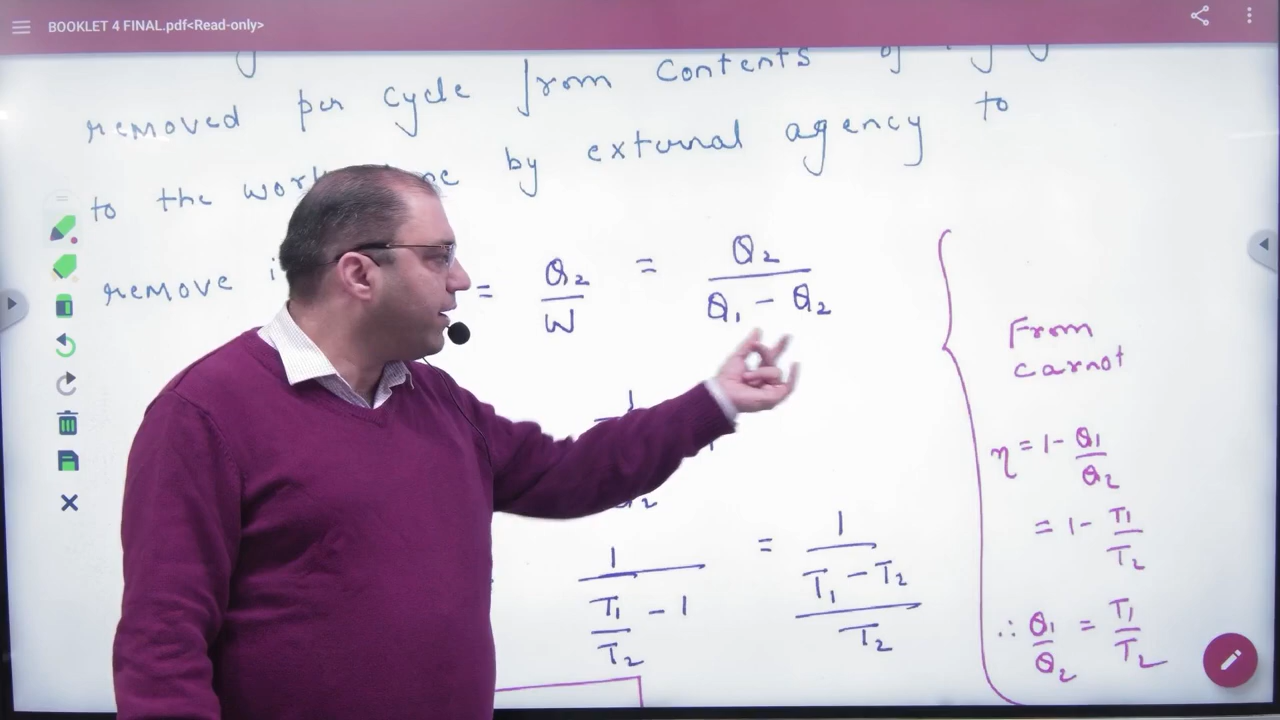 BOOKLET 4 FINAL.pdf<Read-only>
removed per cycle from contents of
to the work by external agency to
remove
= Q₂/W = Q₂/(Q₁ - Q₂)
From
carnot
η = 1 - Q₁/Q₂
= 1 - T₁/T₂
1/(T₁/T₂ - 1) = 1/((T₁ - T₂)/T₂)
∴ Q₁/Q₂ = T₁/T₂